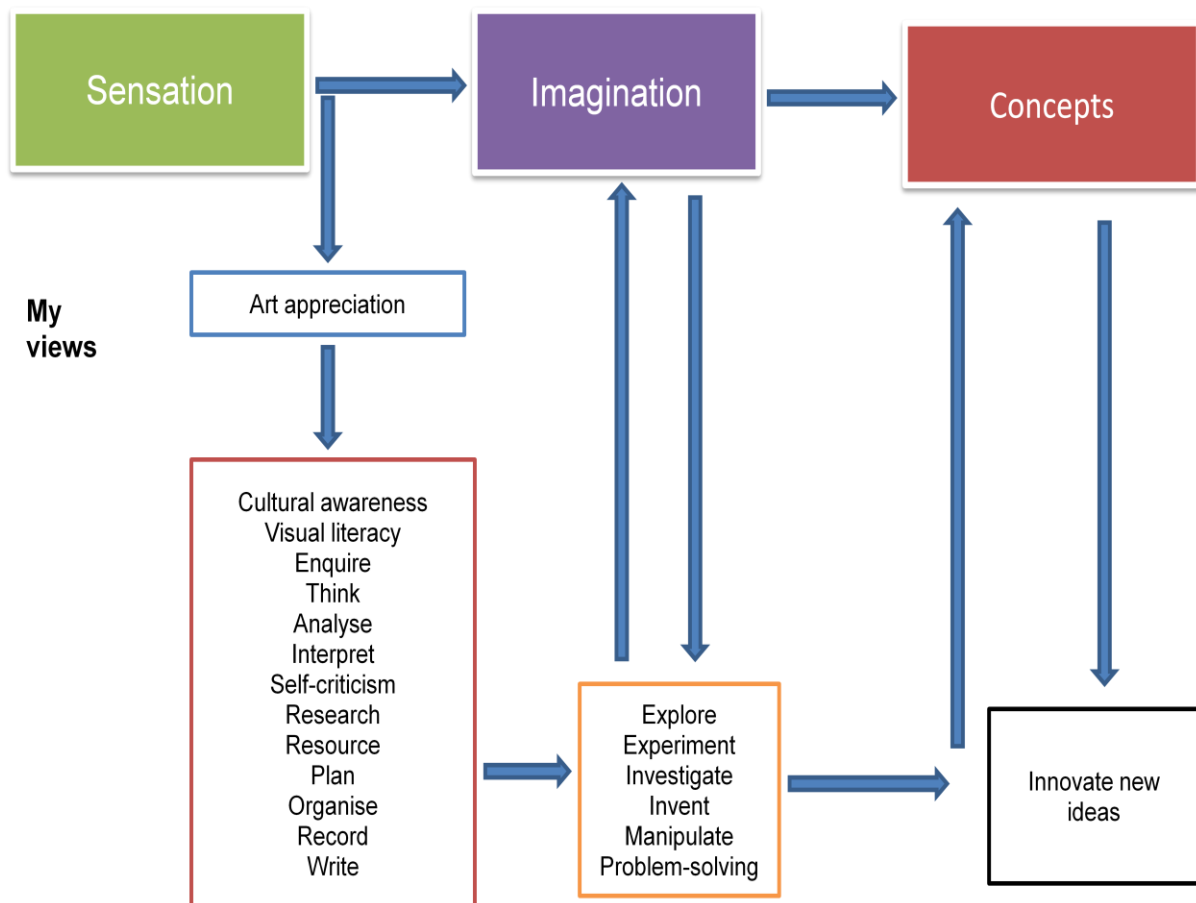 Sensation
Imagination
Concepts
Art appreciation
My
views
Cultural awareness
Visual literacy
Enquire
Think
Analyse
Interpret
Self-criticism
Research
Resource
Plan
Organise
Record
Write
Explore
Experiment
Investigate
Invent
Manipulate
Problem-solving
Innovate new
ideas